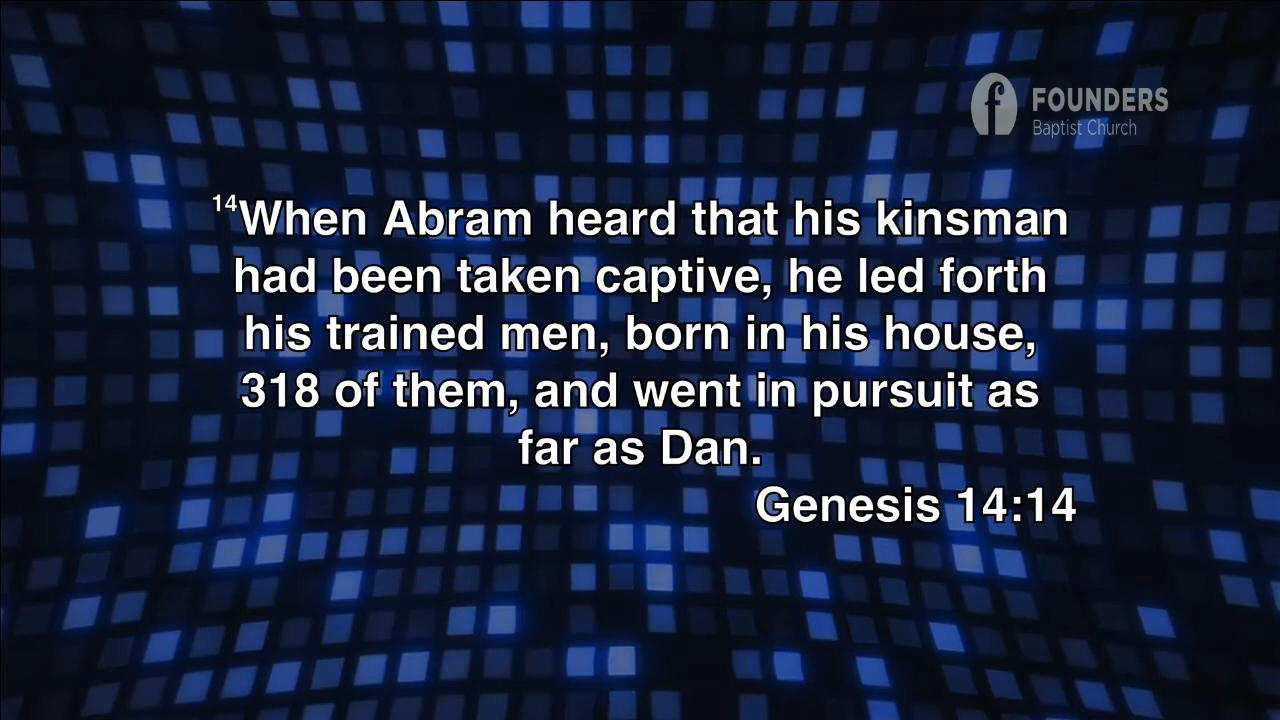 FOUNDERS
Baptist Church
14When Abram heard that his kinsman
had been taken captive, he led forth
his trained men, born in his house,
318 of them, and went in pursuit as
far as Dan.
Genesis 14:14